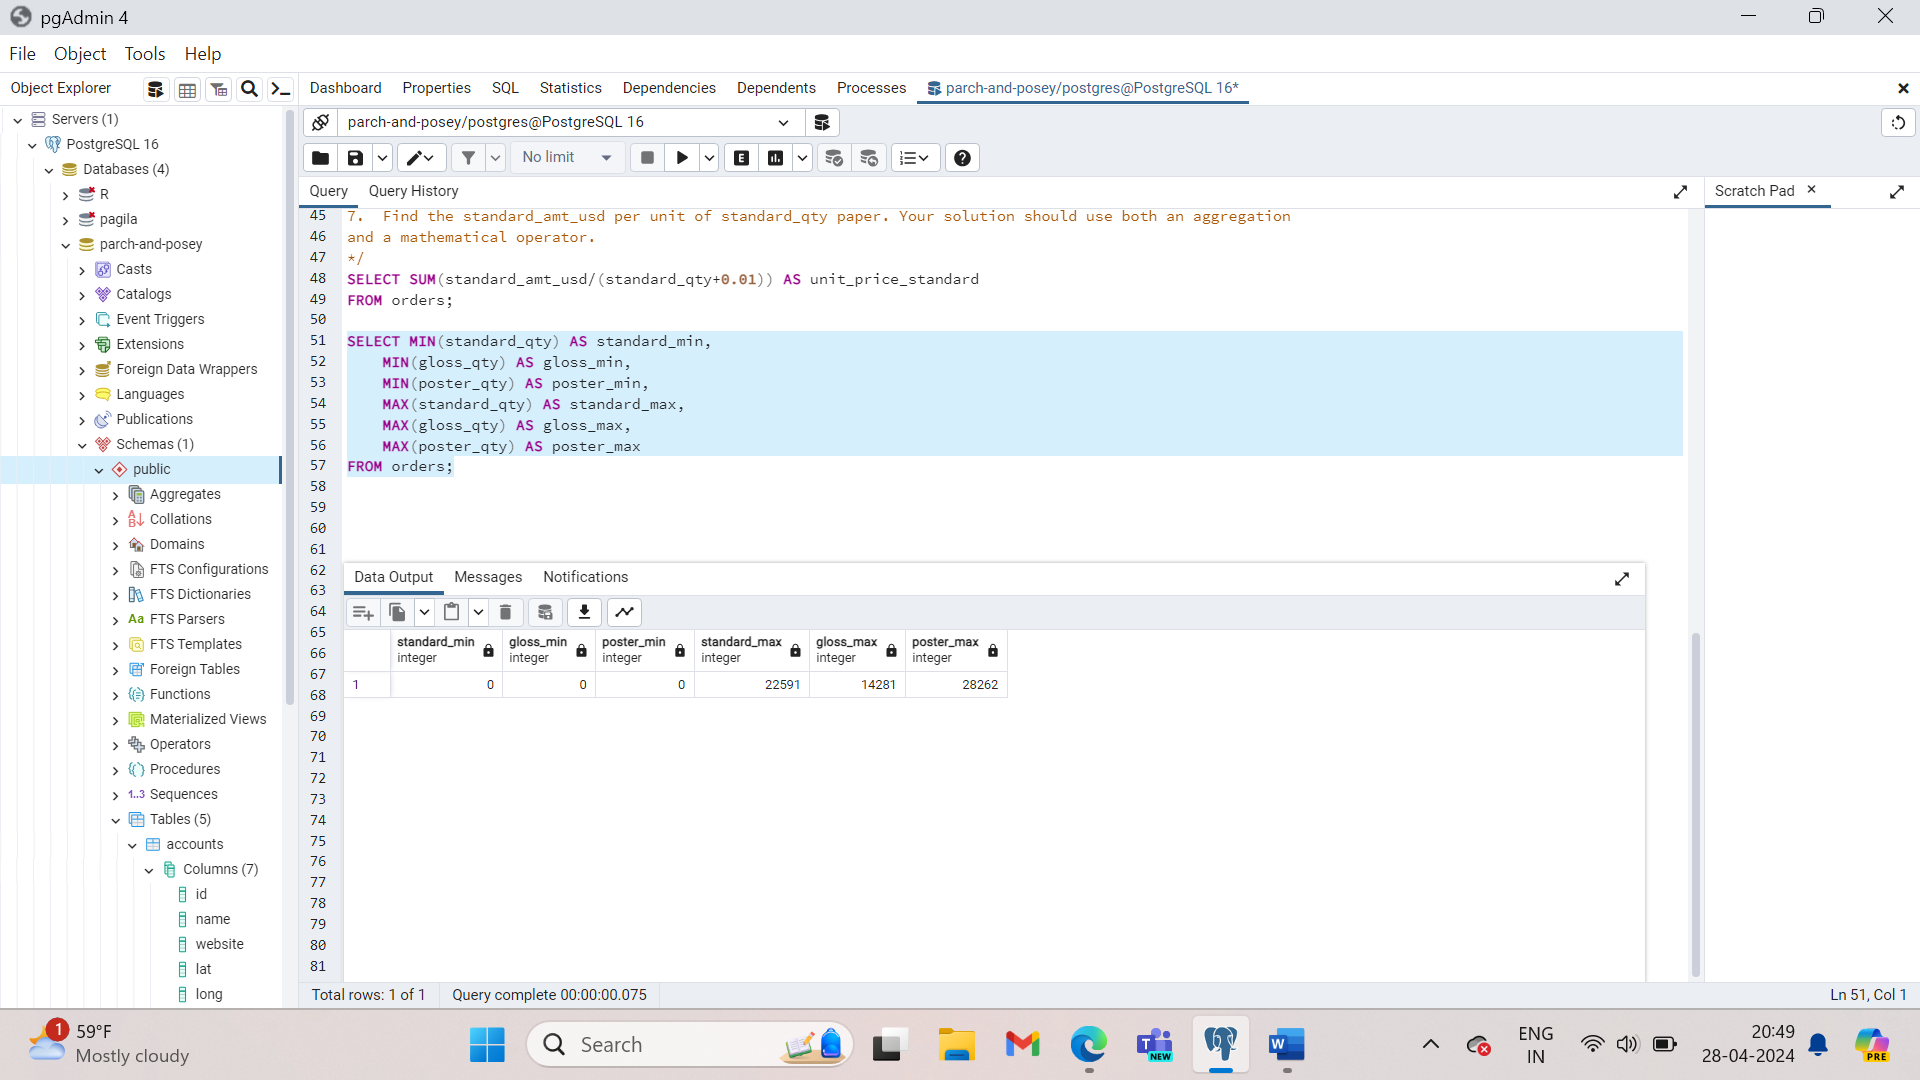 pgAdmin 4
File Object Tools Help
Object Explorer
Dashboard Properties SQL Statistics Dependencies Dependents Processes parch-and-posey/postgres@PostgreSQL 16*
Servers (1)
PostgreSQL 16
Databases (4)
R
pagila
parch-and-posey
Casts
Catalogs
Event Triggers
Extensions
Foreign Data Wrappers
Languages
Publications
Schemas (1)
public
Aggregates
Collations
Domains
FTS Configurations
FTS Dictionaries
Aa FTS Parsers
FTS Templates
Foreign Tables
Functions
Materialized Views
Operators
Procedures
1..3 Sequences
Tables (5)
accounts
Columns (7)
id
name
website
lat
long
parch-and-posey/postgres@PostgreSQL 16
No limit
E
Query Query History
Scratch Pad
45 7. Find the standard_amt_usd per unit of standard_qty paper. Your solution should use both an aggregation
46 and a mathematical operator.
47 */
48 SELECT SUM(standard_amt_usd/(standard_qty+0.01)) AS unit_price_standard
49 FROM orders;
50
51 SELECT MIN(standard_qty) AS standard_min,
52 MIN(gloss_qty) AS gloss_min,
53 MIN(poster_qty) AS poster_min,
54 MAX(standard_qty) AS standard_max,
55 MAX(gloss_qty) AS gloss_max,
56 MAX(poster_qty) AS poster_max
57 FROM orders;
58
59
60
61
62
63
64
65
66
67
68
69
70
71
72
73
74
75
76
77
78
79
80
81
Data Output Messages Notifications
standard_min gloss_min poster_min standard_max gloss_max poster_max
integer integer integer integer integer integer
1 0 0 0 22591 14281 28262
Total rows: 1 of 1 Query complete 00:00:00.075
Ln 51, Col 1
1
59°F
Mostly cloudy
Search
NEW
W
ENG
IN
20:49
28-04-2024
PRE